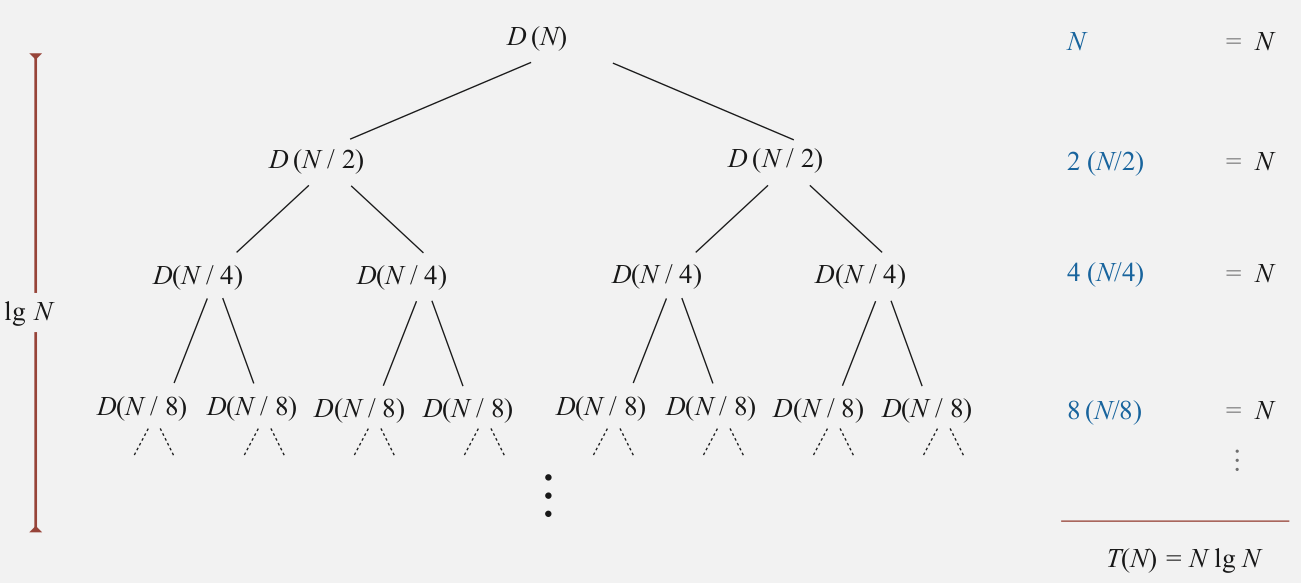 D (N) N = N
D (N / 2) D (N / 2) 2 (N/2) = N
D(N / 4) D(N / 4) D(N / 4) D(N / 4) 4 (N/4) = N
lg N
D(N / 8) D(N / 8) D(N / 8) D(N / 8) D(N / 8) D(N / 8) D(N / 8) D(N / 8) 8 (N/8) = N
T(N) = N lg N